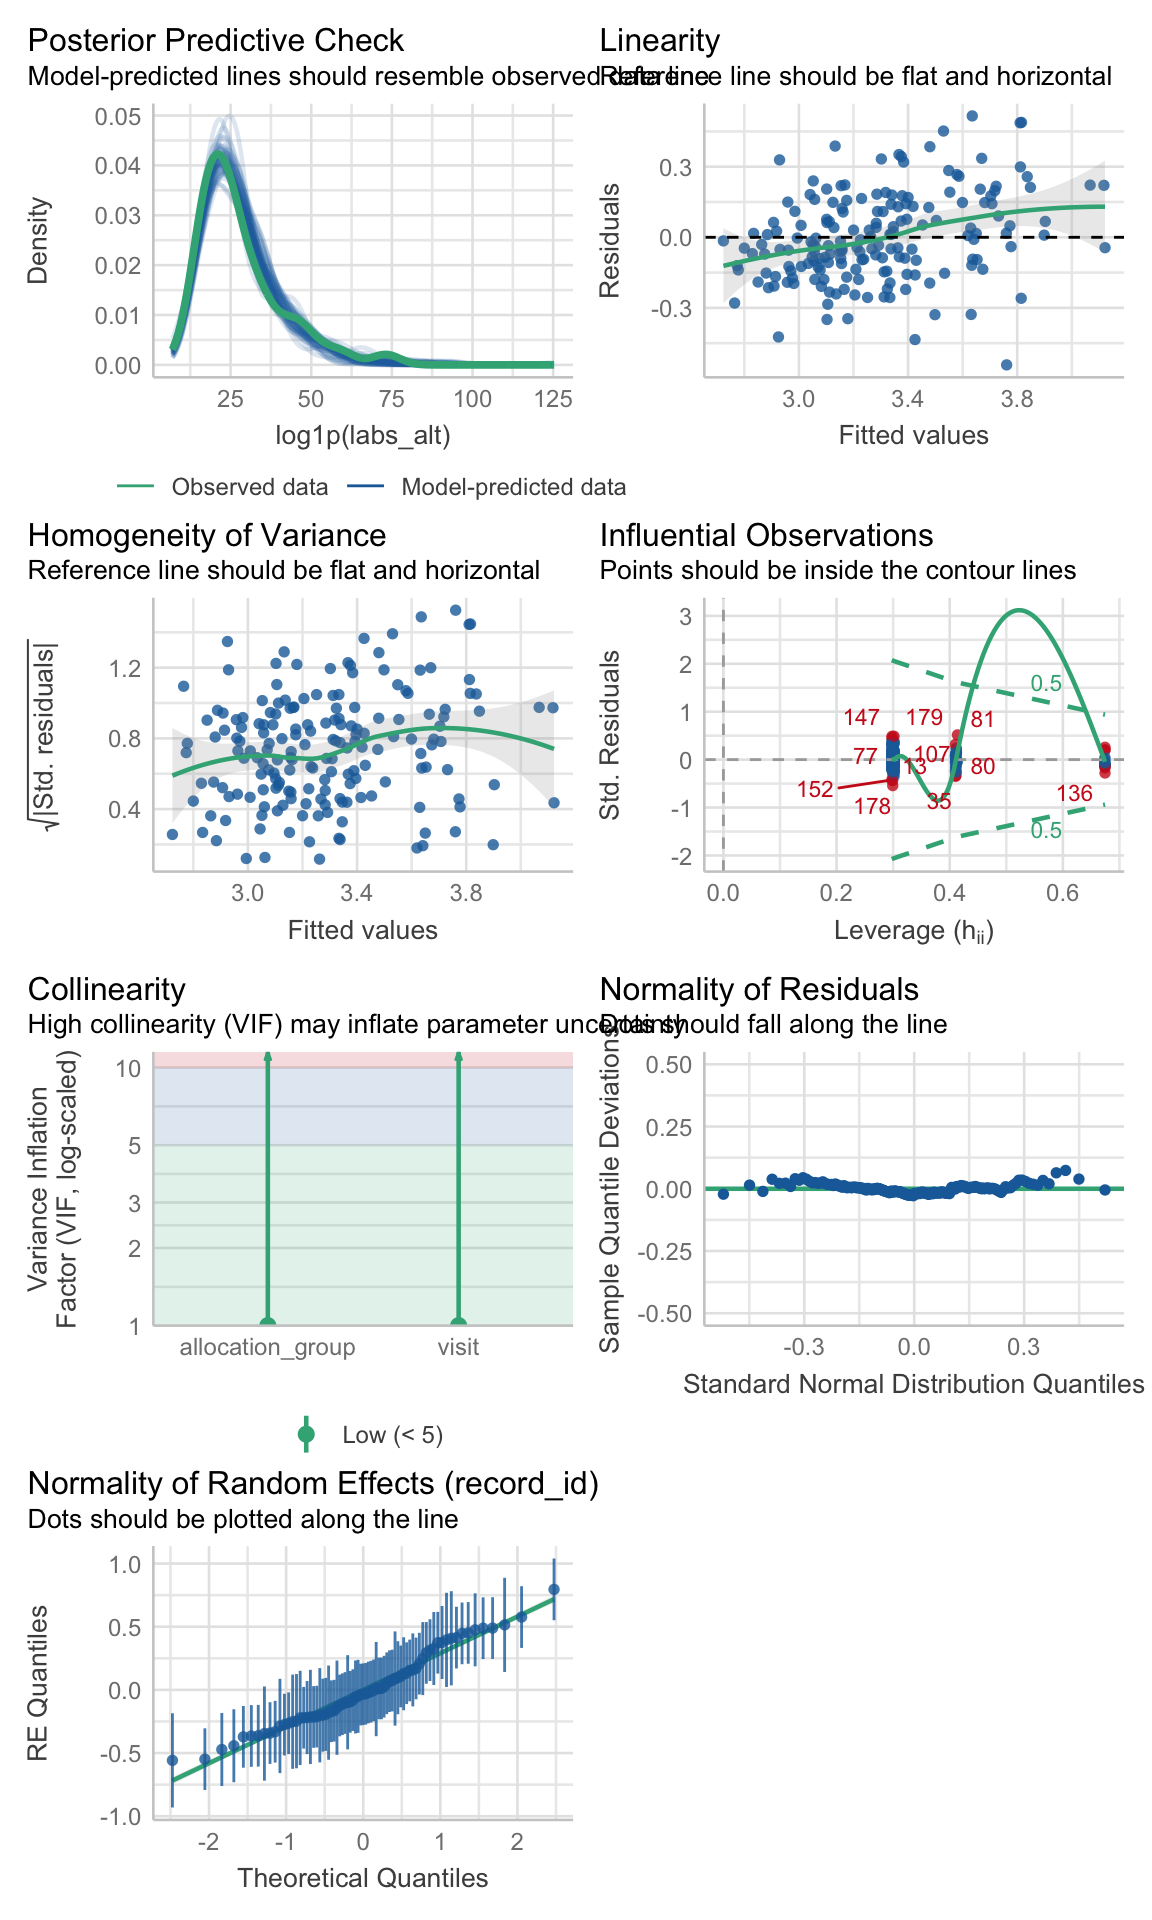 Posterior Predictive Check
Model-predicted lines should resemble observed data line
0.05
0.04
0.03
0.02
0.01
0.00
Density
25 50 75 100 125
log1p(labs_alt)
Observed data Model-predicted data
Linearity
Reference line should be flat and horizontal
0.3
0.0
-0.3
Residuals
3.0 3.4 3.8
Fitted values
Homogeneity of Variance
Reference line should be flat and horizontal
1.2
0.8
0.4
√|Std. residuals|
3.0 3.4 3.8
Fitted values
Influential Observations
Points should be inside the contour lines
3
2
1
0
-1
-2
Std. Residuals
0.5
147 179 81
77 107
13 80
152
178 35 136
0.5
0.0 0.2 0.4 0.6
Leverage (hii)
Collinearity
High collinearity (VIF) may inflate parameter uncertainty
10
5
3
2
1
Variance Inflation
Factor (VIF, log-scaled)
allocation_group visit
Low (< 5)
Normality of Residuals
Dots should fall along the line
0.50
0.25
0.00
-0.25
-0.50
Sample Quantile Deviations
-0.3 0.0 0.3
Standard Normal Distribution Quantiles
Normality of Random Effects (record_id)
Dots should be plotted along the line
1.0
0.5
0.0
-0.5
-1.0
RE Quantiles
-2 -1 0 1 2
Theoretical Quantiles